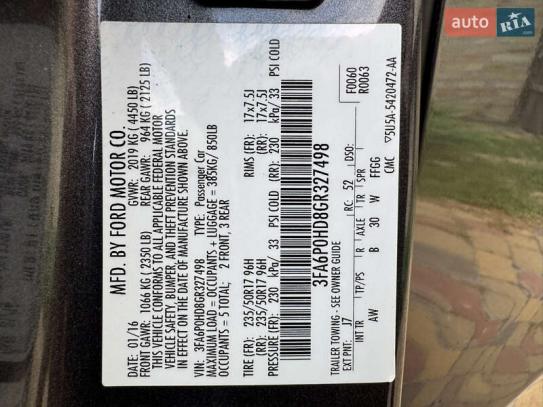 MFD. BY FORD MOTOR CO.
DATE: 01/16 GVWR: 2019 KG ( 4450 LB)
FRONT GAWR: 1066 KG ( 2350 LB) REAR GAWR: 964 KG ( 2125 LB)
THIS VEHICLE CONFORMS TO ALL APPLICABLE FEDERAL MOTOR
VEHICLE SAFETY, BUMPER, AND THEFT PREVENTION STANDARDS
IN EFFECT ON THE DATE OF MANUFACTURE SHOWN ABOVE.
VIN: 3FA6P0HD8GR327498 TYPE: Passenger Car
MAXIMUM LOAD = OCCUPANTS + LUGGAGE = 385KG/ 850LB
OCCUPANTS = 5 TOTAL: 2 FRONT, 3 REAR
TIRE (FR): 235/50R17 96H RIMS (FR): 17x7.5J
(RR): 235/50R17 96H (RR): 17x7.5J
PRESSURE (FR): 230 kPa/ 33 PSI COLD (RR): 230 kPa/ 33 PSI COLD
3FA6P0HD8GR327498
F0060
R0063
TRAILER TOWING - SEE OWNER GUIDE
EXT PNT: J7 RC: 52 DSO:
INT TR TP/PS R AXLE TR SPR
AW B 30 W FFGG
CMC
▽5U5A-5420472-AA
auto RIA
.com